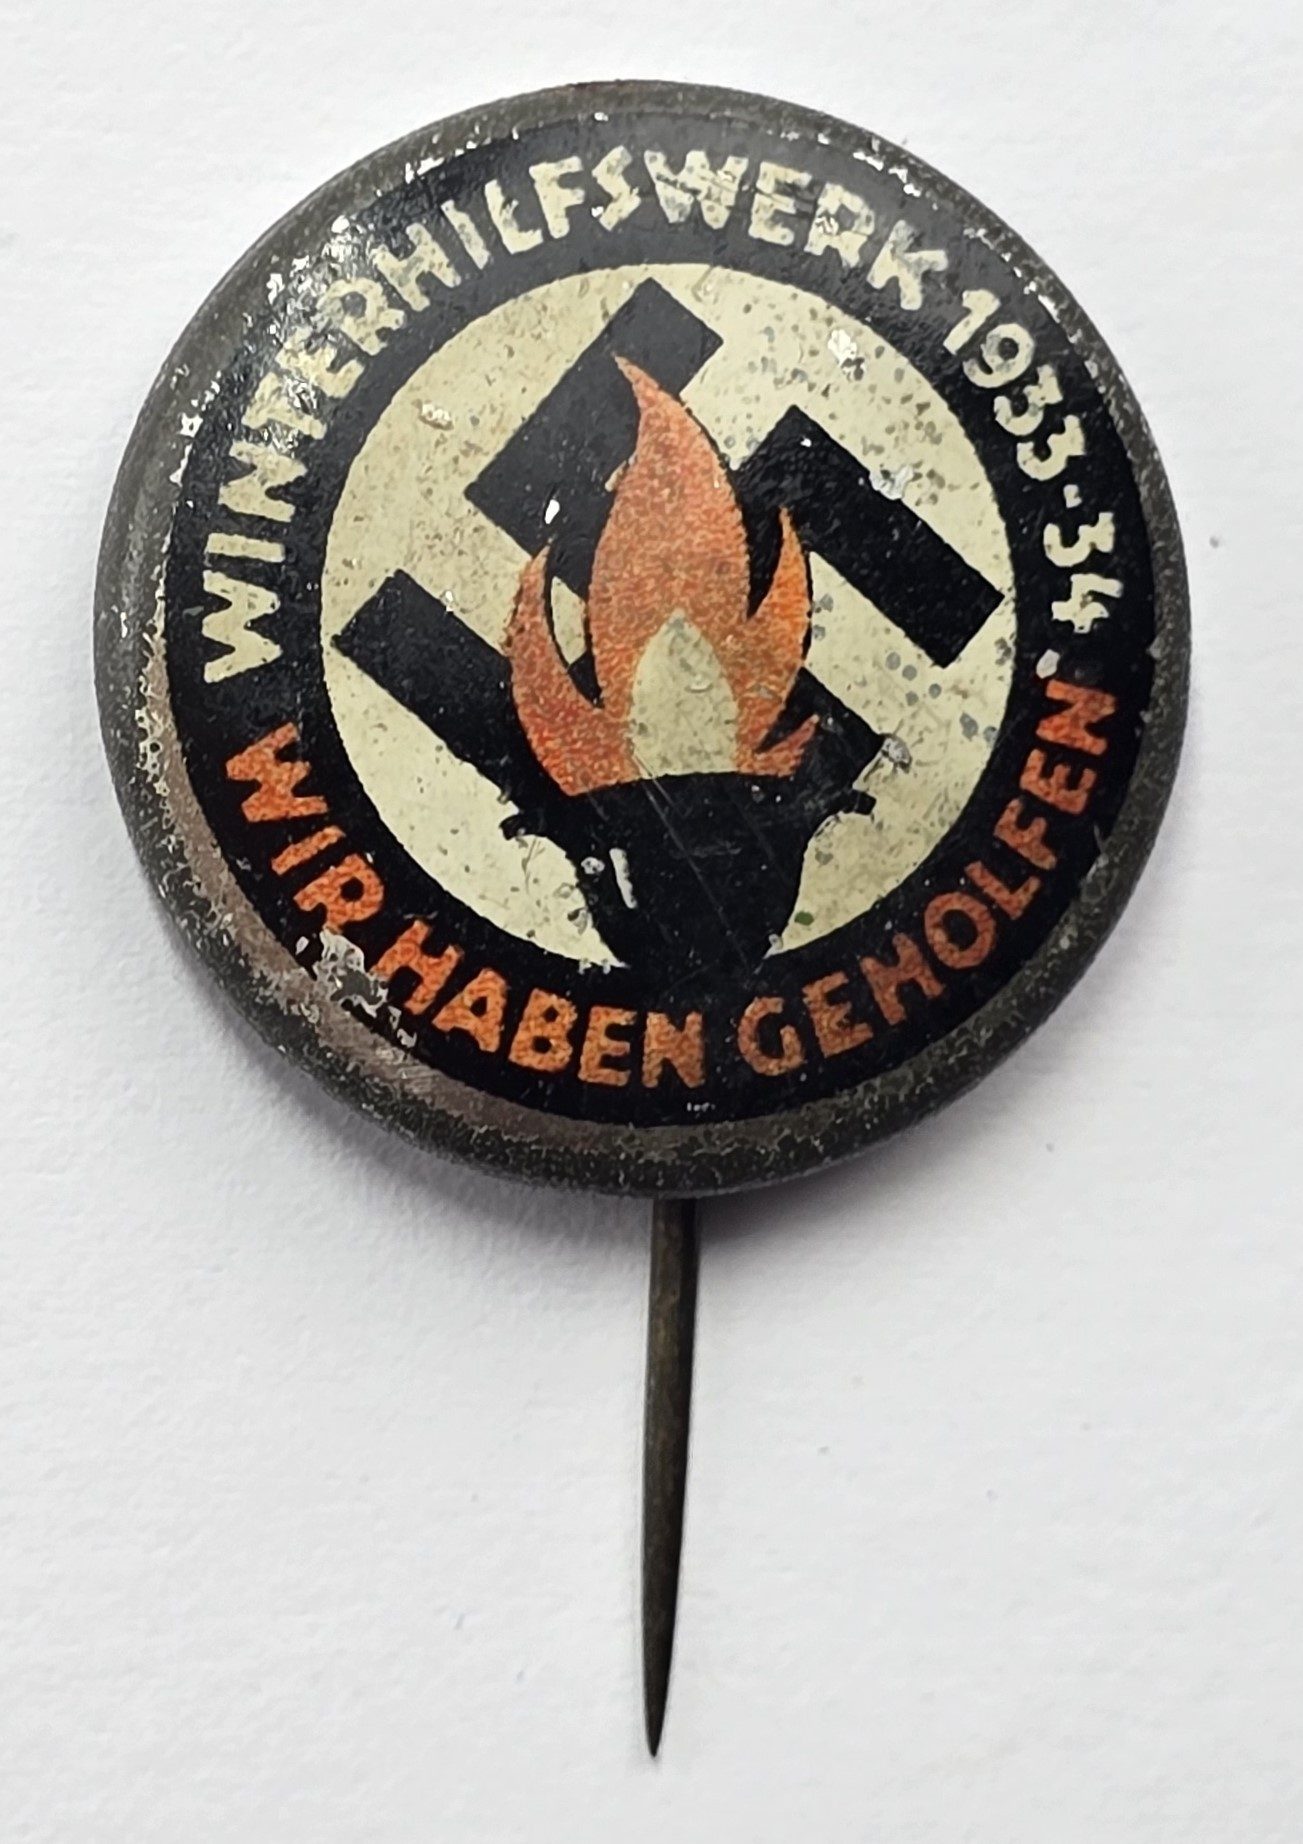 WINTERHILFSWERK 1933-34
WIR HABEN GEHOLFEN